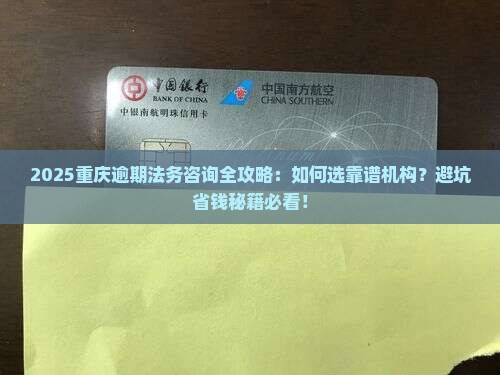 中国银行
BANK OF CHINA
中国南方航空
CHINA SOUTHERN
中银南航明珠信用卡
2025重庆逾期法务咨询全攻略：如何选靠谱机构？避坑
省钱秘籍必看！